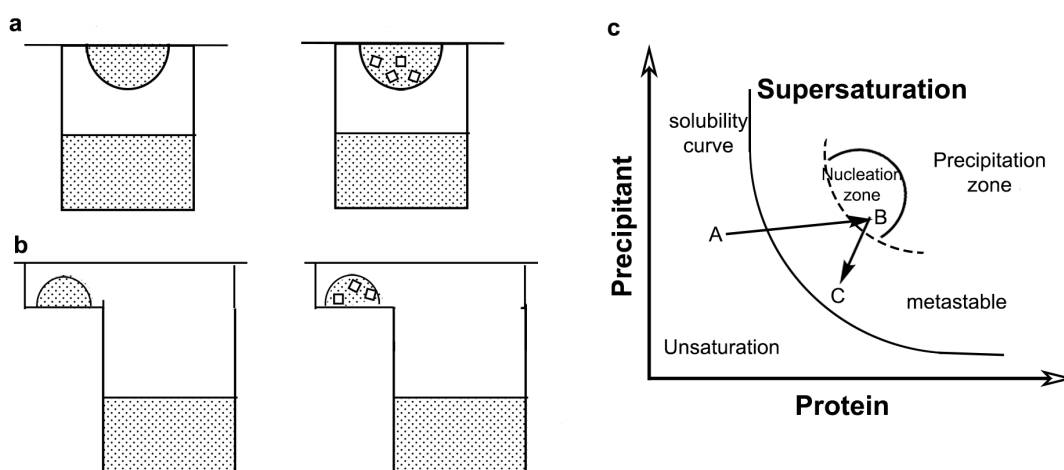 a
b
c
Precipitant
Supersaturation
solubility
curve
Nucleation
zone
Precipitation
zone
A
B
C
metastable
Unsaturation
Protein